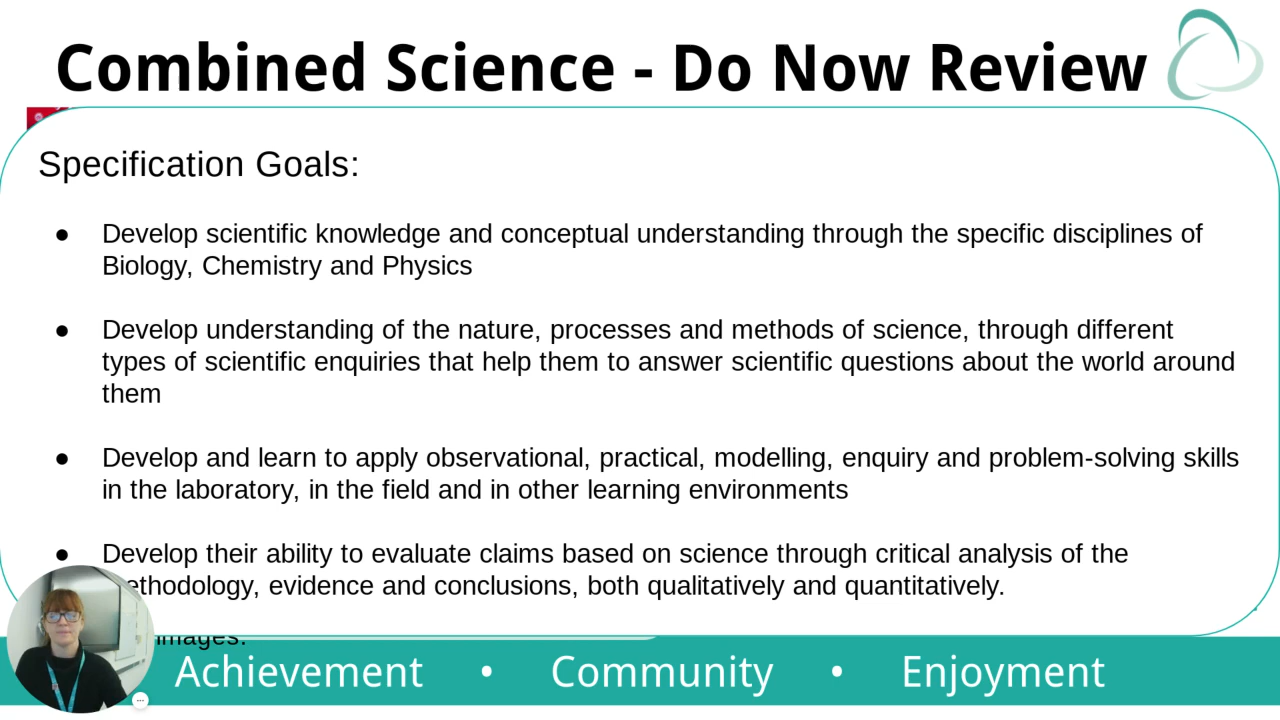 Combined Science - Do Now Review
Specification Goals:
● Develop scientific knowledge and conceptual understanding through the specific disciplines of
Biology, Chemistry and Physics
● Develop understanding of the nature, processes and methods of science, through different
types of scientific enquiries that help them to answer scientific questions about the world around
them
● Develop and learn to apply observational, practical, modelling, enquiry and problem-solving skills
in the laboratory, in the field and in other learning environments
● Develop their ability to evaluate claims based on science through critical analysis of the
evidence and conclusions, both qualitatively and quantitatively.
images.
Achievement • Community • Enjoyment